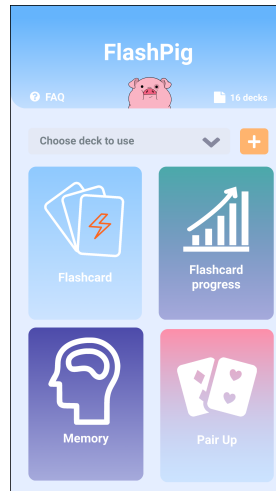 FlashPig
FAQ
16 decks
Choose deck to use
Flashcard
Flashcard
progress
Memory
Pair Up